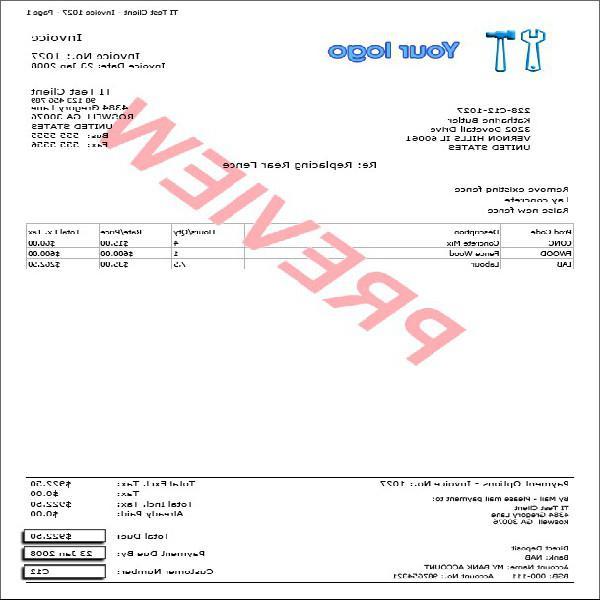 TI Test Client - Invoice 1027 - Page 1
Your logo
Invoice
Invoice No.: 1027
Invoice Date: 23 Jan 2008
228-C12-1027
Katharine Butler
3202 Dovetail Drive
VERNON HILLS IL 60061
UNITED STATES
TI Test Client
98 123 456 789
4384 Gregory Lane
ROSWELL GA 30076
UNITED STATES
Bus: 555 555 5555
Fax: 555 555 5556
Re: Replacing Rear Fence
Remove existing fence
Lay concrete
Raise new fence
Prod Code Description Hours/Qty Rate/Price Total Ex. Tax
CONC Concrete Mix 4 $15.00 $60.00
FWOOD Fence Wood 1 $600.00 $600.00
LAB Labour 7.5 $35.00 $262.50
PREVIEW
Payment Options - Invoice No.: 1027
By Mail - Please mail payment to:
TI Test Client
4384 Gregory Lane
Roswell GA 30076
Direct Deposit
Bank: NAB
Account Name: MY BANK ACCOUNT
BSB: 000-111 Account No.: 987654321
Total Excl. Tax: $922.50
Tax: $0.00
Total Incl. Tax: $922.50
Already Paid: $0.00
Total Due: $922.50
Payment Due By: 23 Jan 2008
Customer Number: C12